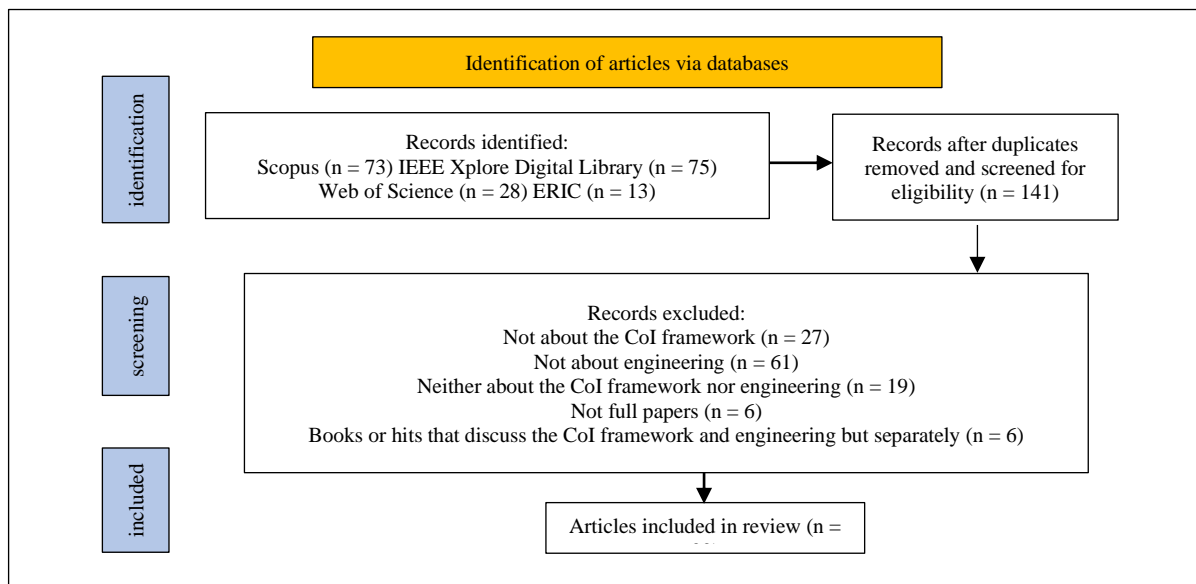 Identification of articles via databases
identification
Records identified:
Scopus (n = 73) IEEE Xplore Digital Library (n = 75)
Web of Science (n = 28) ERIC (n = 13)
Records after duplicates
removed and screened for
eligibility (n = 141)
screening
Records excluded:
Not about the CoI framework (n = 27)
Not about engineering (n = 61)
Neither about the CoI framework nor engineering (n = 19)
Not full papers (n = 6)
Books or hits that discuss the CoI framework and engineering but separately (n = 6)
included
Articles included in review (n =